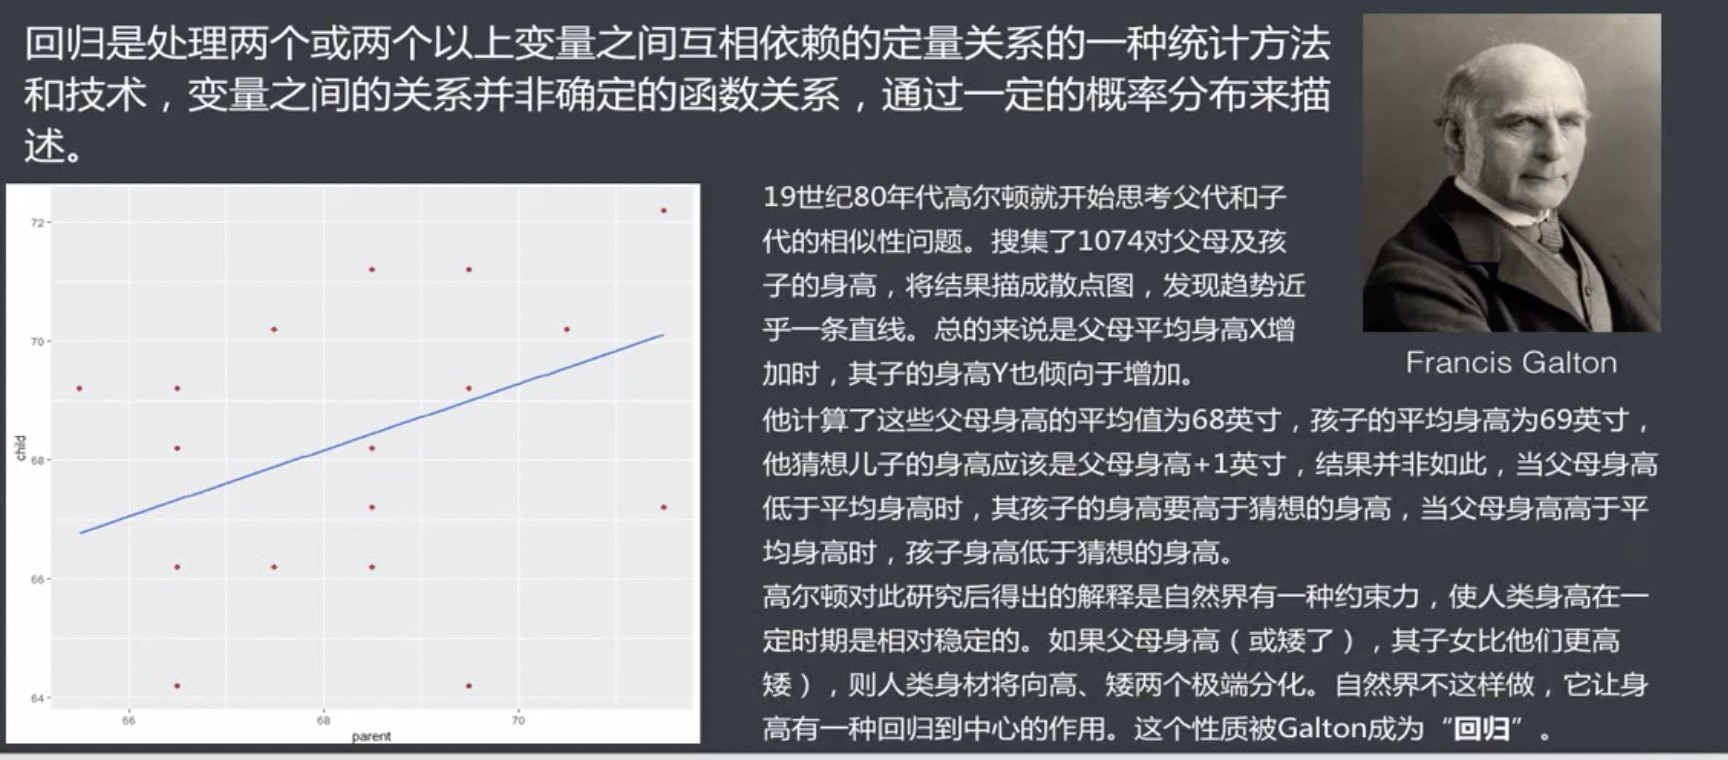 回归是处理两个或两个以上变量之间互相依赖的定量关系的一种统计方法
和技术，变量之间的关系并非确定的函数关系，通过一定的概率分布来描
述。
72
70
68
66
64
child
66
68
70
parent
19世纪80年代高尔顿就开始思考父代和子
代的相似性问题。搜集了1074对父母及孩
子的身高，将结果描成散点图，发现趋势近
乎一条直线。总的来说是父母平均身高X增
加时，其子的身高Y也倾向于增加。
Francis Galton
他计算了这些父母身高的平均值为68英寸，孩子的平均身高为69英寸，
他猜想儿子的身高应该是父母身高+1英寸，结果并非如此，当父母身高
低于平均身高时，其孩子的身高要高于猜想的身高，当父母身高高于平
均身高时，孩子身高低于猜想的身高。
高尔顿对此研究后得出的解释是自然界有一种约束力，使人类身高在一
定时期是相对稳定的。如果父母身高（或矮了），其子女比他们更高
矮），则人类身材将向高、矮两个极端分化。自然界不这样做，它让身
高有一种回归到中心的作用。这个性质被Galton成为“回归”。